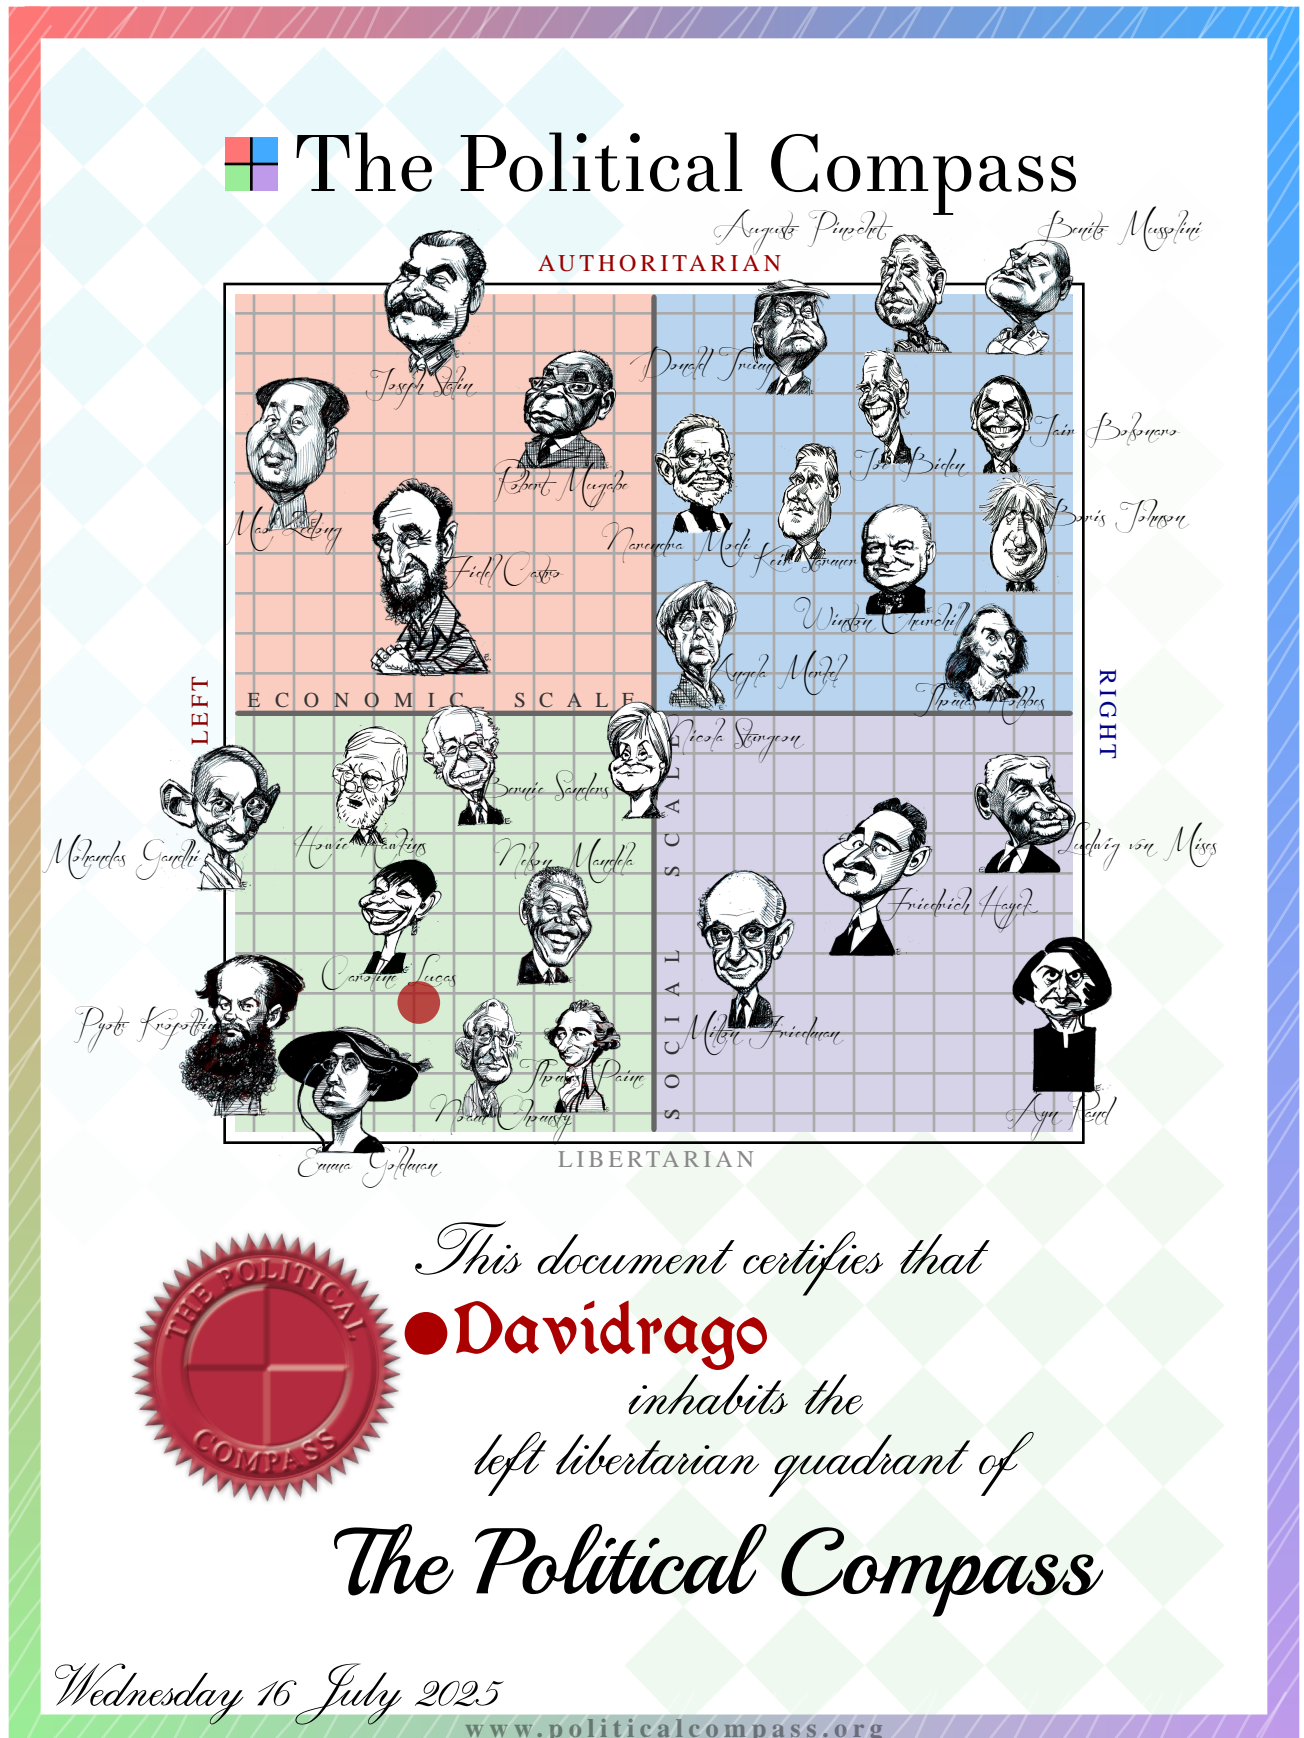 The Political Compass
Augusto Pinochet
Benito Mussolini
AUTHORITARIAN
Donald Trump
Joseph Stalin
Jair Bolsonaro
Joe Biden
Robert Mugabe
Boris Johnson
Mao Zedong
Narendra Modi
Keir Starmer
Fidel Castro
Winston Churchill
Angela Merkel
Thomas Hobbes
ECONOMIC SCALE
LEFT
RIGHT
Nicola Sturgeon
Bernie Sanders
Howie Hawkins
Mohandas Gandhi
Nelson Mandela
Ludwig von Mises
Friedrich Hayek
SOCIAL SCALE
Caroline Lucas
Pyotr Kropotkin
Milton Friedman
Thomas Paine
Noam Chomsky
Ayn Rand
Emma Goldman
LIBERTARIAN
This document certifies that
Davidrago
inhabits the
left libertarian quadrant of
The Political Compass
THE POLITICAL
COMPASS
Wednesday 16 July 2025
www.politicalcompass.org